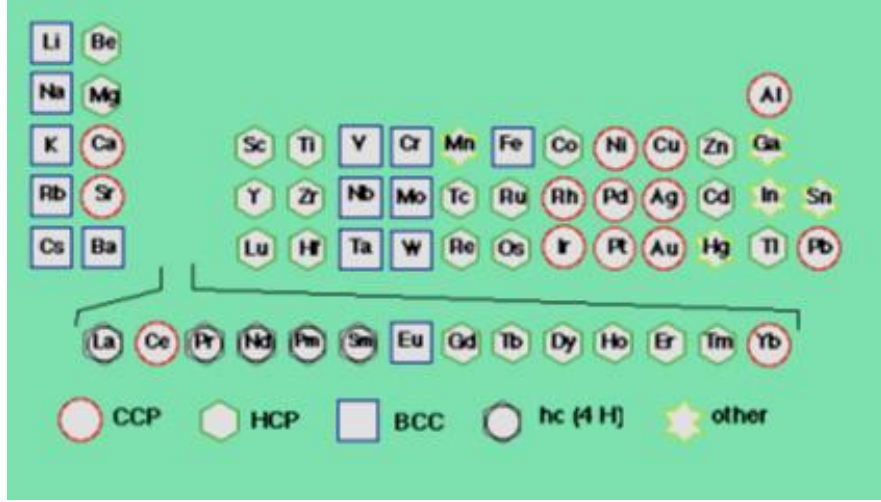 Li Be
Na Mg Al
K Ca Sc Ti V Cr Mn Fe Co Ni Cu Zn Ga
Rb Sr Y Zr Nb Mo Tc Ru Rh Pd Ag Cd In Sn
Cs Ba Lu Hf Ta W Re Os Ir Pt Au Hg Tl Pb
La Ce Pr Nd Pm Sm Eu Gd Tb Dy Ho Er Tm Yb
CCP HCP BCC hc (4 H) other